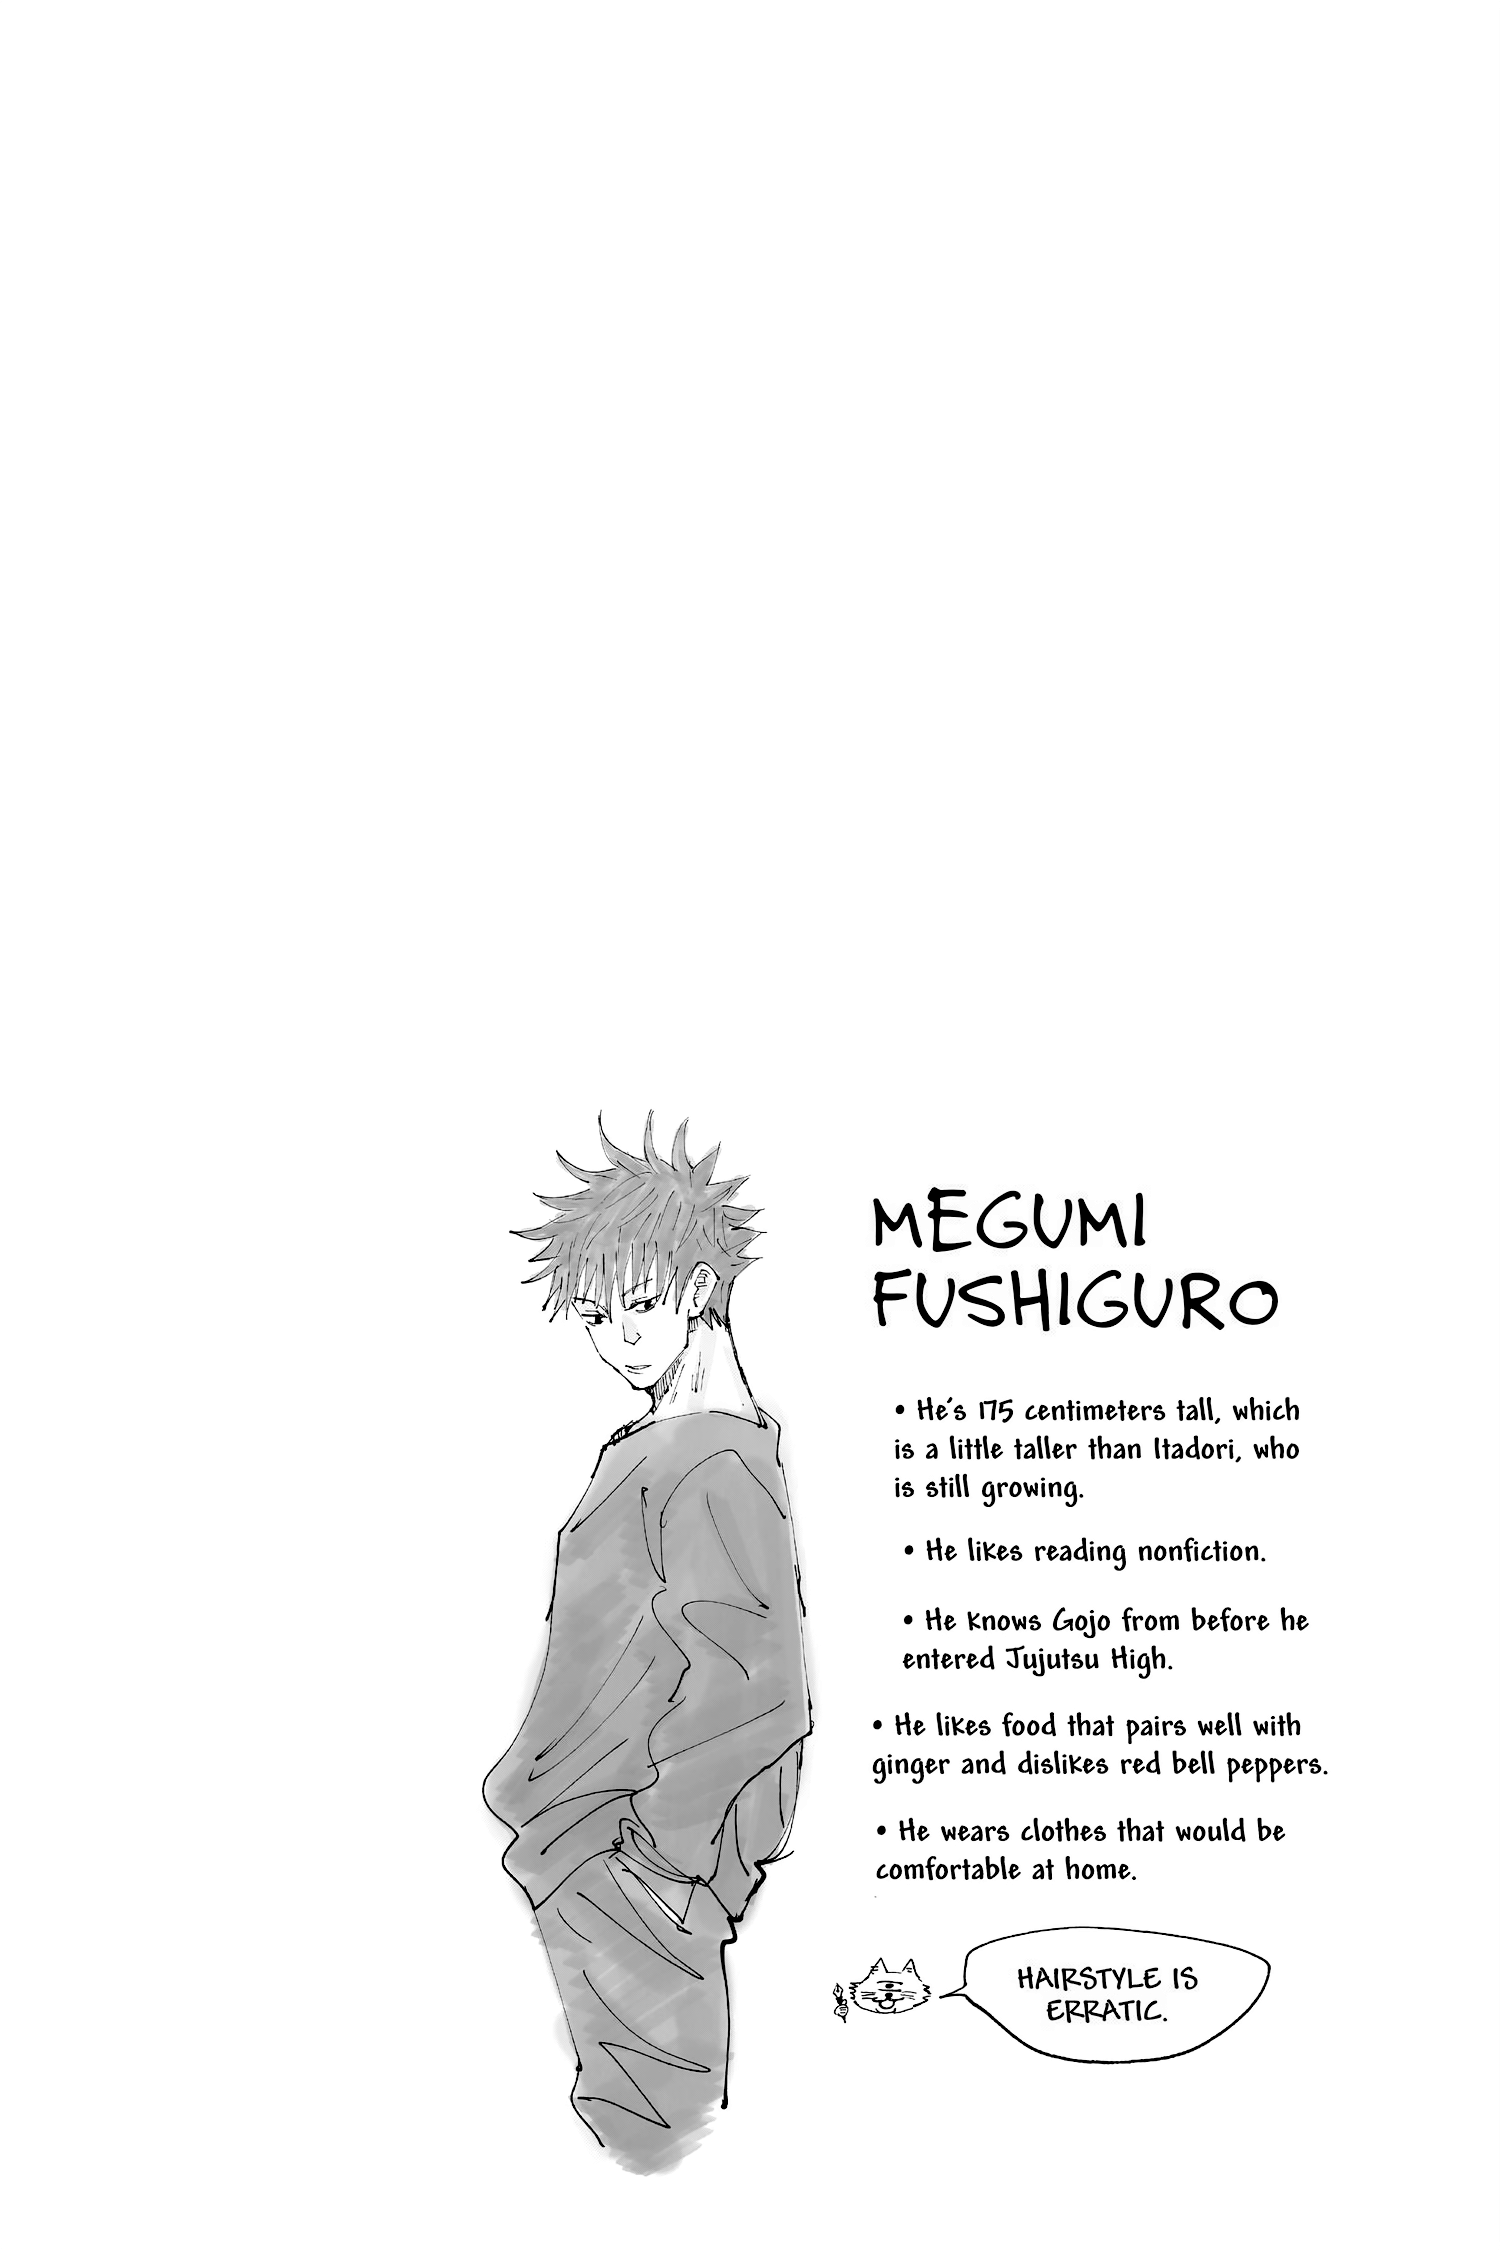 MEGUMI
FUSHIGURO
• He's 175 centimeters tall, which
is a little taller than Itadori, who
is still growing.
• He likes reading nonfiction.
• He knows Gojo from before he
entered Jujutsu High.
• He likes food that pairs well with
ginger and dislikes red bell peppers.
• He wears clothes that would be
comfortable at home.
HAIRSTYLE IS
ERRATIC.